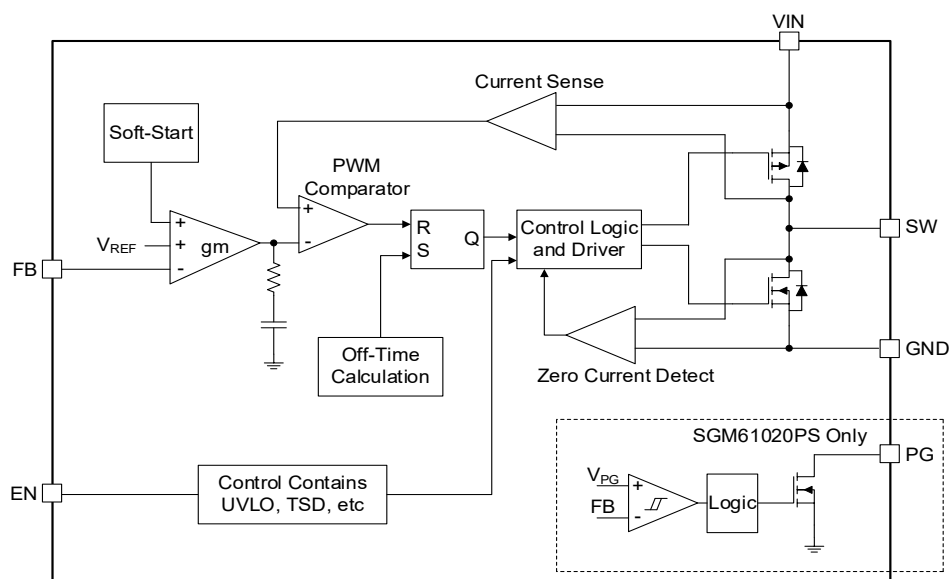 VIN
Current Sense
Soft-Start
PWM
Comparator
+
+
-
gm
VREF
FB
+
-
R
S
Q
Control Logic
and Driver
SW
Off-Time
Calculation
Zero Current Detect
GND
SGM61020PS Only
PG
EN
Control Contains
UVLO, TSD, etc
VPG
FB
+
-
Logic